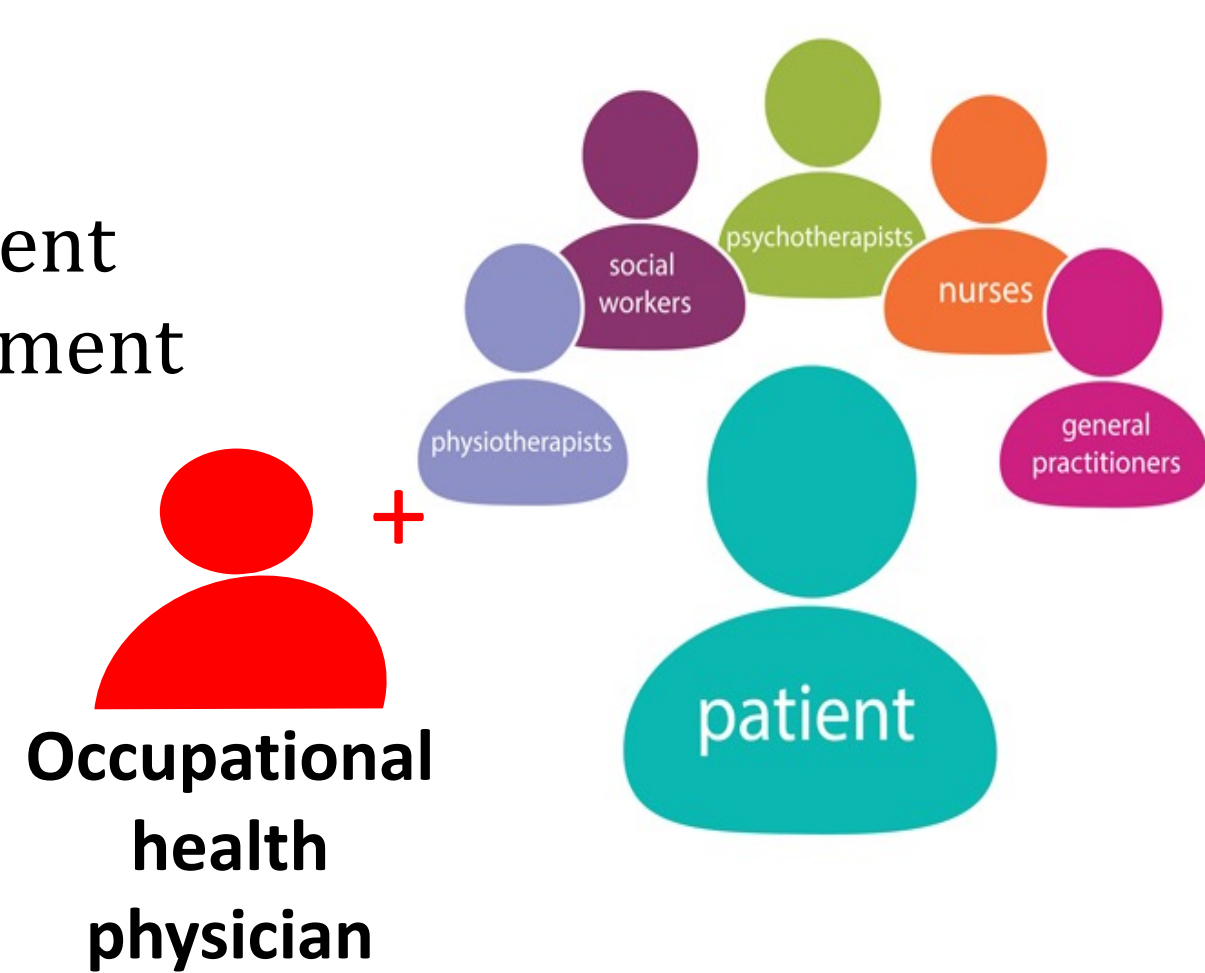 ent
ment
psychotherapists
social
workers
nurses
physiotherapists
general
practitioners
+
patient
Occupational
health
physician